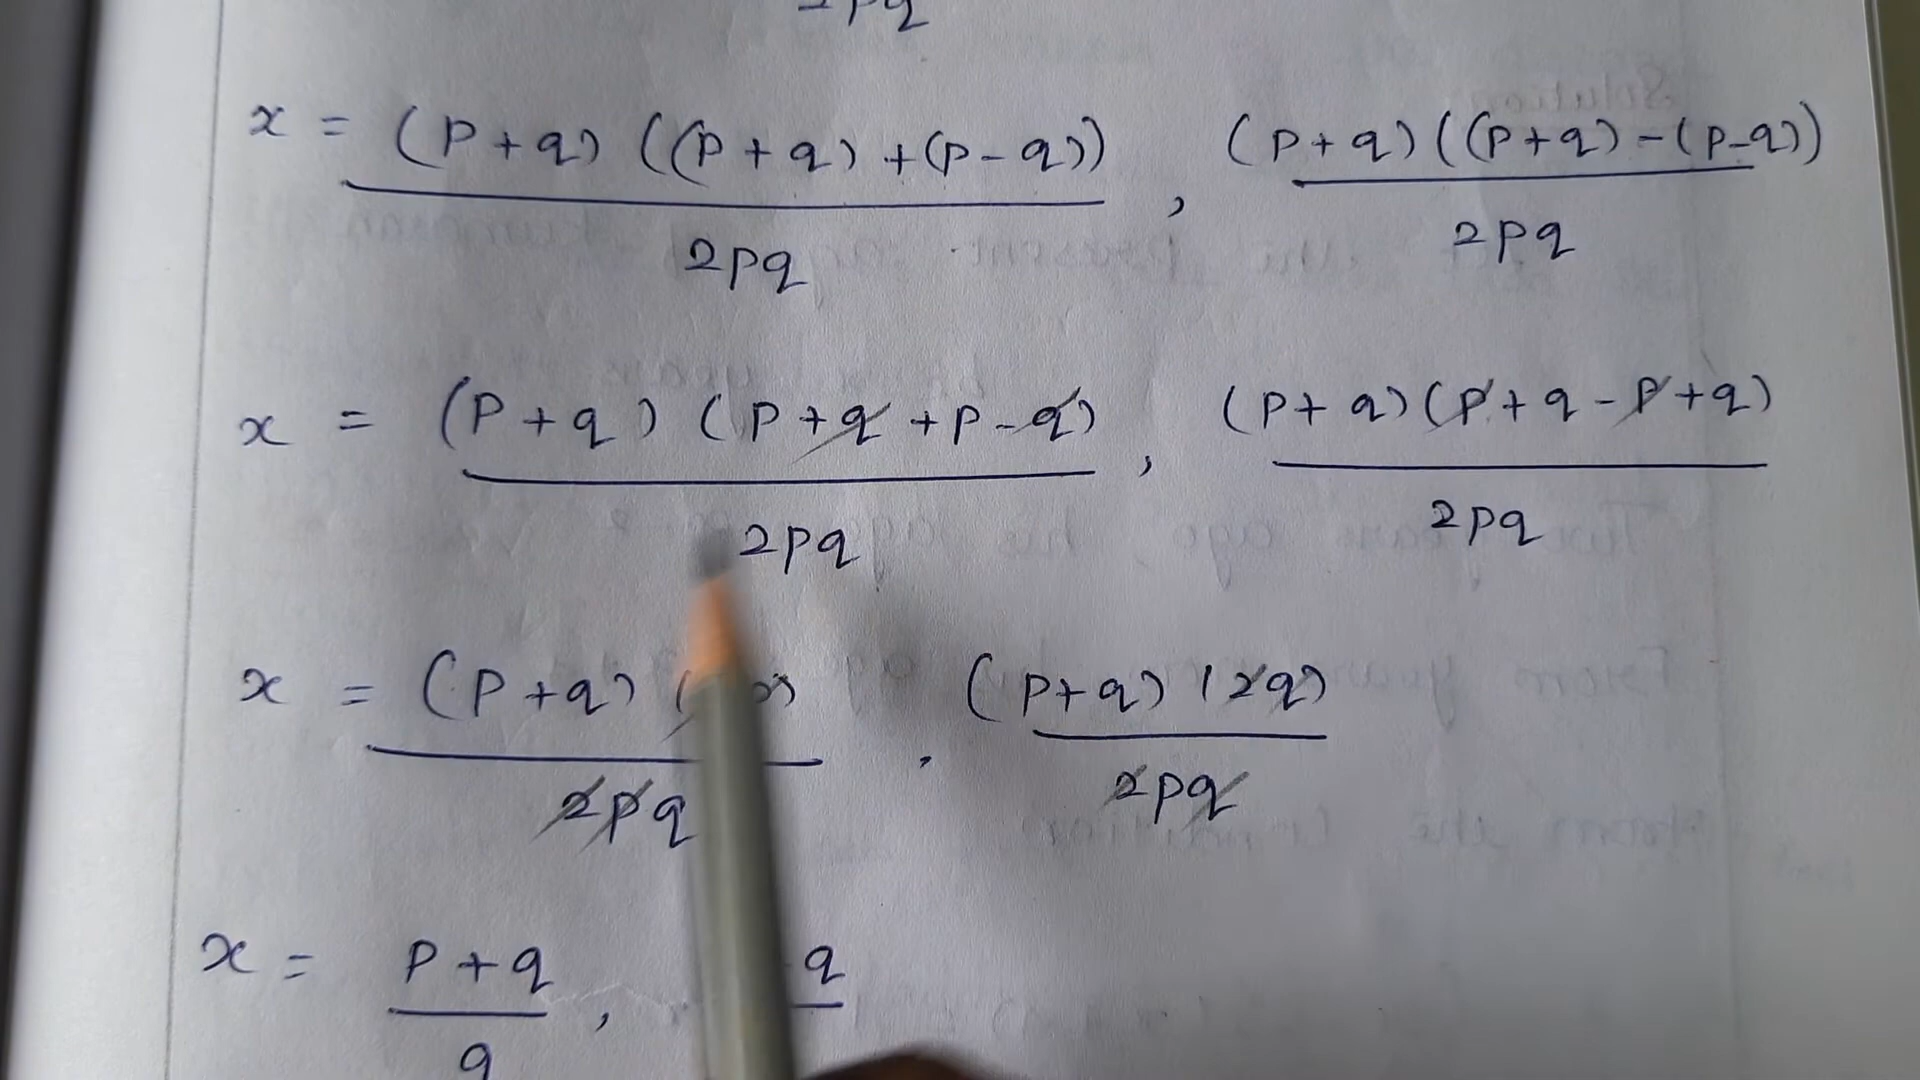 2pq
x = (p+q)((p+q)+(p-q)) / 2pq , (p+q)((p+q)-(p-q)) / 2pq
x = (p+q)(p+q+p-q) / 2pq , (p+q)(p+q-p+q) / 2pq
x = (p+q)( / 2pq , (p+q)(2q) / 2pq
x = p+q / q , q